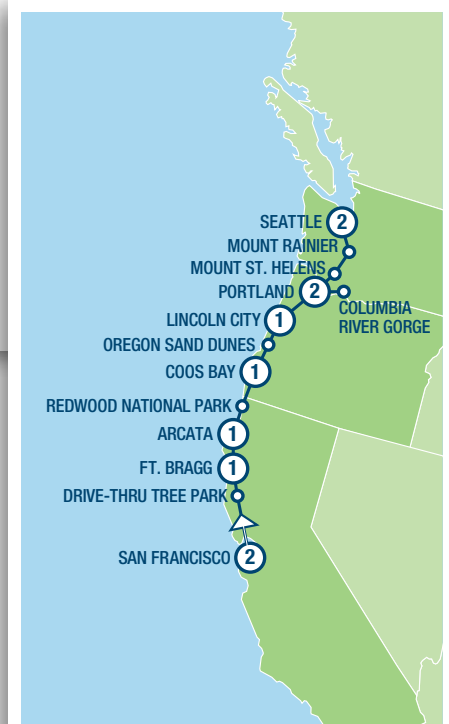 SEATTLE 2
MOUNT RAINIER
MOUNT ST. HELENS
PORTLAND 2
COLUMBIA
RIVER GORGE
LINCOLN CITY 1
OREGON SAND DUNES
COOS BAY 1
REDWOOD NATIONAL PARK
ARCATA 1
FT. BRAGG 1
DRIVE-THRU TREE PARK
SAN FRANCISCO 2